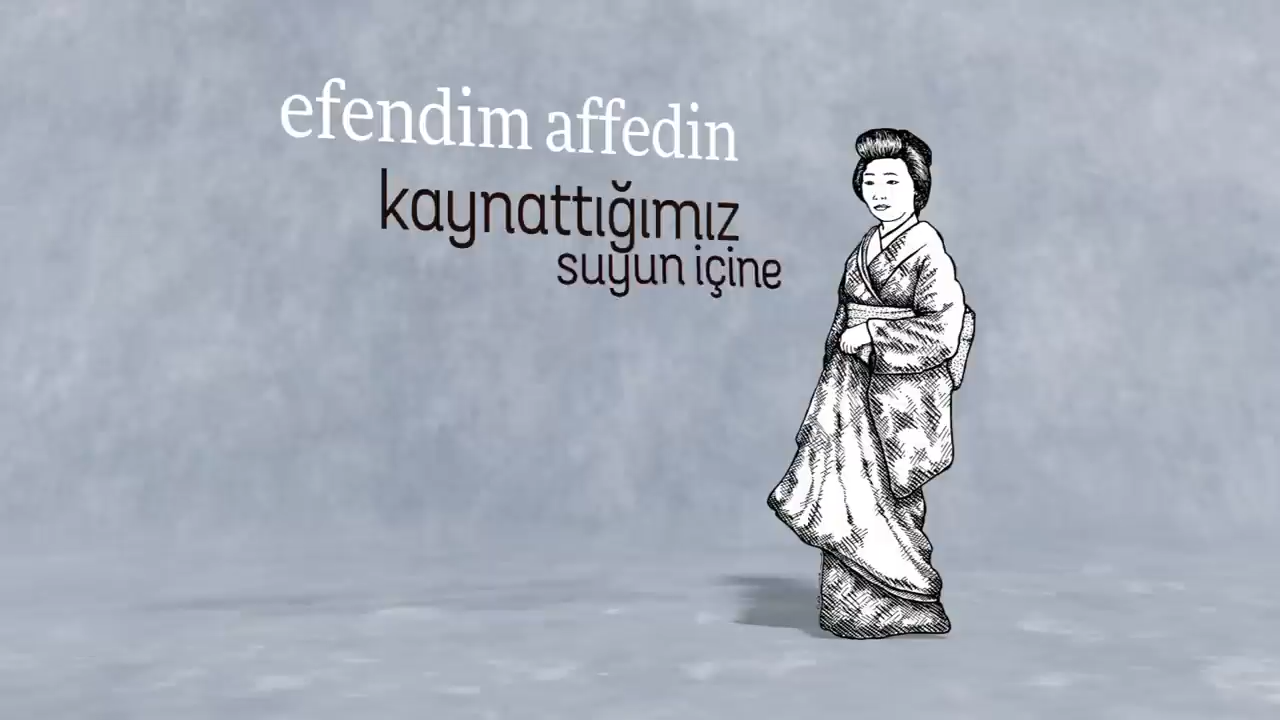 efendim affedin
kaynattığımız
suyun içine